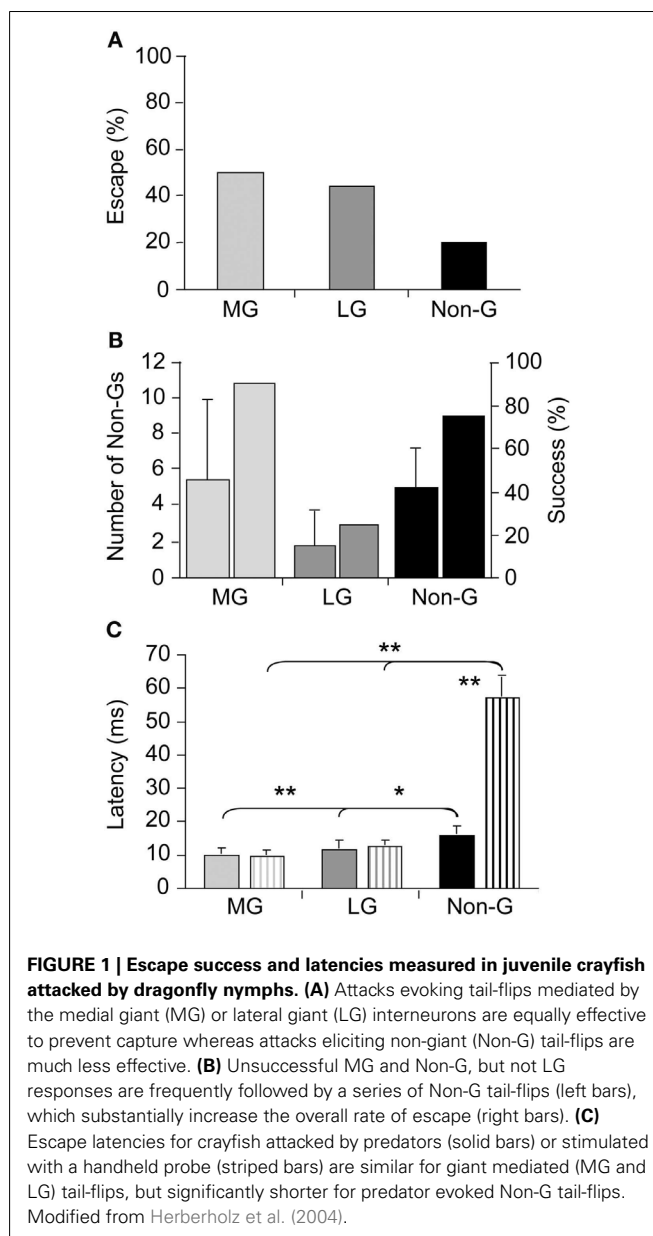 A
100
80
60
40
20
0
Escape (%)
MG LG Non-G
B
12
10
8
6
4
2
0
Number of Non-Gs
100
80
60
40
20
0
Success (%)
MG LG Non-G
C
70
60
50
40
30
20
10
0
Latency (ms)
**
**
** *
MG LG Non-G
FIGURE 1 | Escape success and latencies measured in juvenile crayfish
attacked by dragonfly nymphs. (A) Attacks evoking tail-flips mediated by
the medial giant (MG) or lateral giant (LG) interneurons are equally effective
to prevent capture whereas attacks eliciting non-giant (Non-G) tail-flips are
much less effective. (B) Unsuccessful MG and Non-G, but not LG
responses are frequently followed by a series of Non-G tail-flips (left bars),
which substantially increase the overall rate of escape (right bars). (C)
Escape latencies for crayfish attacked by predators (solid bars) or stimulated
with a handheld probe (striped bars) are similar for giant mediated (MG and
LG) tail-flips, but significantly shorter for predator evoked Non-G tail-flips.
Modified from Herberholz et al. (2004).